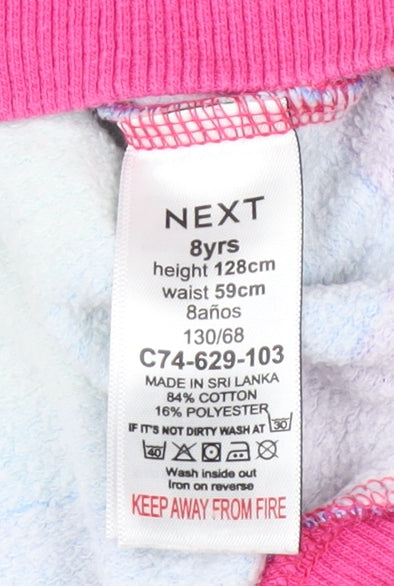 NEXT
8yrs
height 128cm
waist 59cm
8años
130/68
C74-629-103
MADE IN SRI LANKA
84% COTTON
16% POLYESTER
IF IT'S NOT DIRTY WASH AT 30
40
Wash inside out
Iron on reverse
KEEP AWAY FROM FIRE